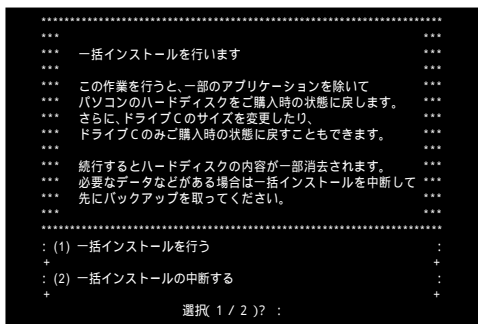 ******************************************************************
*** ***
*** 一括インストールを行います ***
*** ***
*** この作業を行うと、一部のアプリケーションを除いて ***
*** パソコンのハードディスクをご購入時の状態に戻します。 ***
*** さらに、ドライブCのサイズを変更したり、 ***
*** ドライブCのみご購入時の状態に戻すこともできます。 ***
*** ***
*** 続行するとハードディスクの内容が一部消去されます。 ***
*** 必要なデータなどがある場合は一括インストールを中断して ***
*** 先にバックアップを取ってください。 ***
*** ***
******************************************************************
: (1) 一括インストールを行う :
+ +
: (2) 一括インストールの中断する :
+ +
選択( 1 / 2 )? :